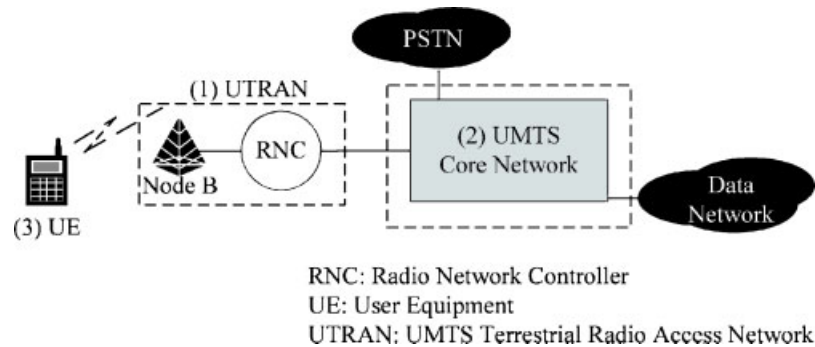 PSTN
(1) UTRAN
(2) UMTS
Core Network
RNC
Node B
(3) UE
Data
Network
RNC: Radio Network Controller
UE: User Equipment
UTRAN: UMTS Terrestrial Radio Access Network